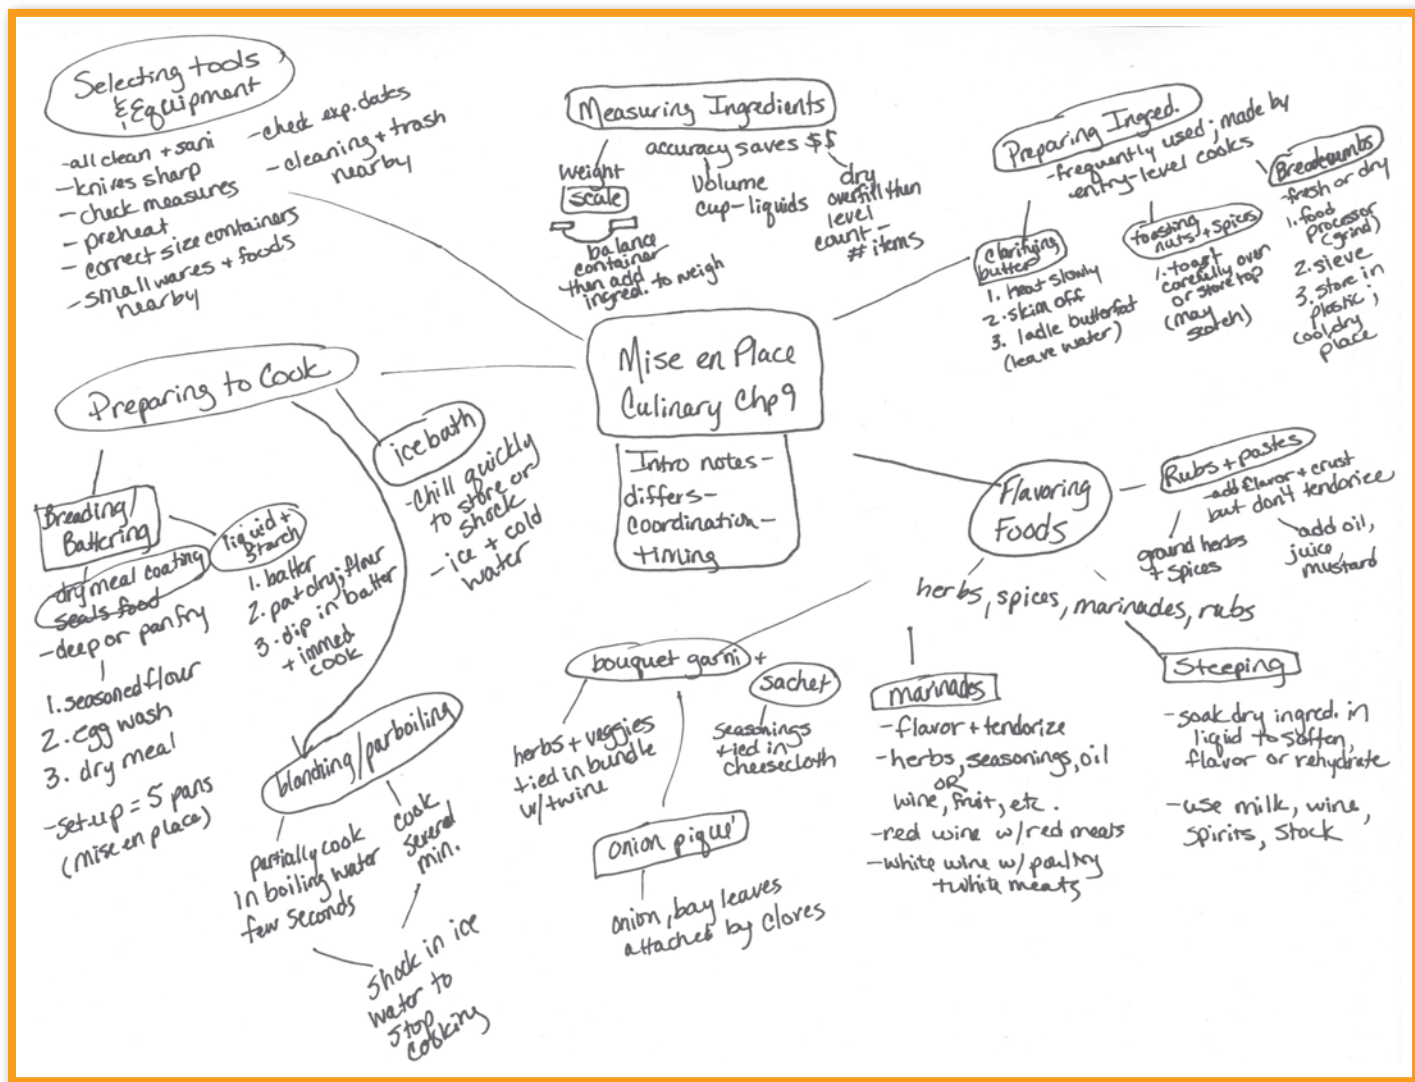 Selecting tools
& Equipment
-all clean + sani
-knives sharp
- check measures
- preheat
- correct size containers
- small wares + foods
nearby
-check exp. dates
- cleaning + trash
nearby
Measuring Ingredients
accuracy saves $$
weight
scale
balance
container
then add
ingred. to weigh
Volume
cup-liquids
dry
overfill then
level
count -
# items
Preparing Ingred.
-frequently used; made by
-entry-level cooks
Clarifying
butter
1. heat slowly
2. skim off
3. ladle butterfat
(leave water)
toasting
nuts + spices
1. toast
carefully oven
or stove top
(may
scorch)
Breadcrumbs
-fresh or dry
1. food
processor
(grind)
2. sieve
3. store in
plastic;
cool dry
place
Mise en Place
Culinary Chp 9
Intro notes-
differs-
coordination-
timing
Preparing to Cook
ice bath
-Chill quickly
to store or
shock
- ice + cold
water
Breading/
Battering
dry meal coating
seals food
-deep or pan fry
1. seasoned flour
2. egg wash
3. dry meal
-set-up = 5 pans
(mise en place)
liquid +
starch
1. batter
2. pat dry; flour
3. dip in batter
+ immed
cook
blanching/parboiling
partially cook
in boiling water
few seconds
cook
several
min.
shock in ice
water to
stop
cooking
Flavoring
Foods
herbs, spices, marinades, rubs
Rubs + pastes
-add flavor + crust
but don't tendorize
ground herbs
+ spices
add oil,
juice,
mustard
bouquet garni +
sachet
herbs + veggies
tied in bundle
w/twine
seasonings
tied in
cheesecloth
onion piqué
onion, bay leaves
attached by cloves
marinades
-flavor + tendorize
-herbs, seasonings, oil
OR
wine, fruit, etc.
-red wine w/red meats
-white wine w/ poultry
+white meats
Steeping
-soak dry ingred. in
liquid to soften,
flavor or rehydrate
-use milk, wine,
spirits, stock